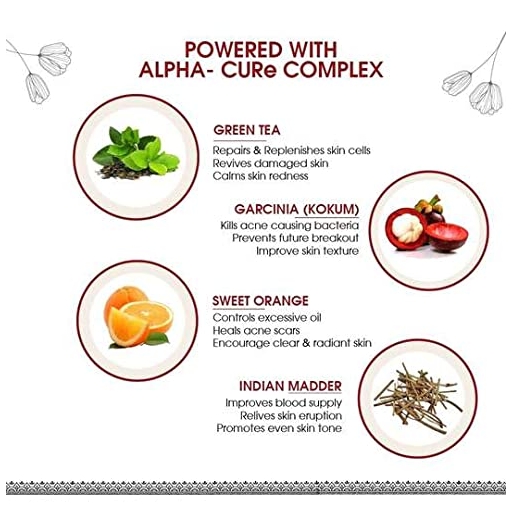 POWERED WITH
ALPHA- CURe COMPLEX
GREEN TEA
Repairs & Replenishes skin cells
Revives damaged skin
Calms skin redness
GARCINIA (KOKUM)
Kills acne causing bacteria
Prevents future breakout
Improve skin texture
SWEET ORANGE
Controls excessive oil
Heals acne scars
Encourage clear & radiant skin
INDIAN MADDER
Improves blood supply
Relives skin eruption
Promotes even skin tone